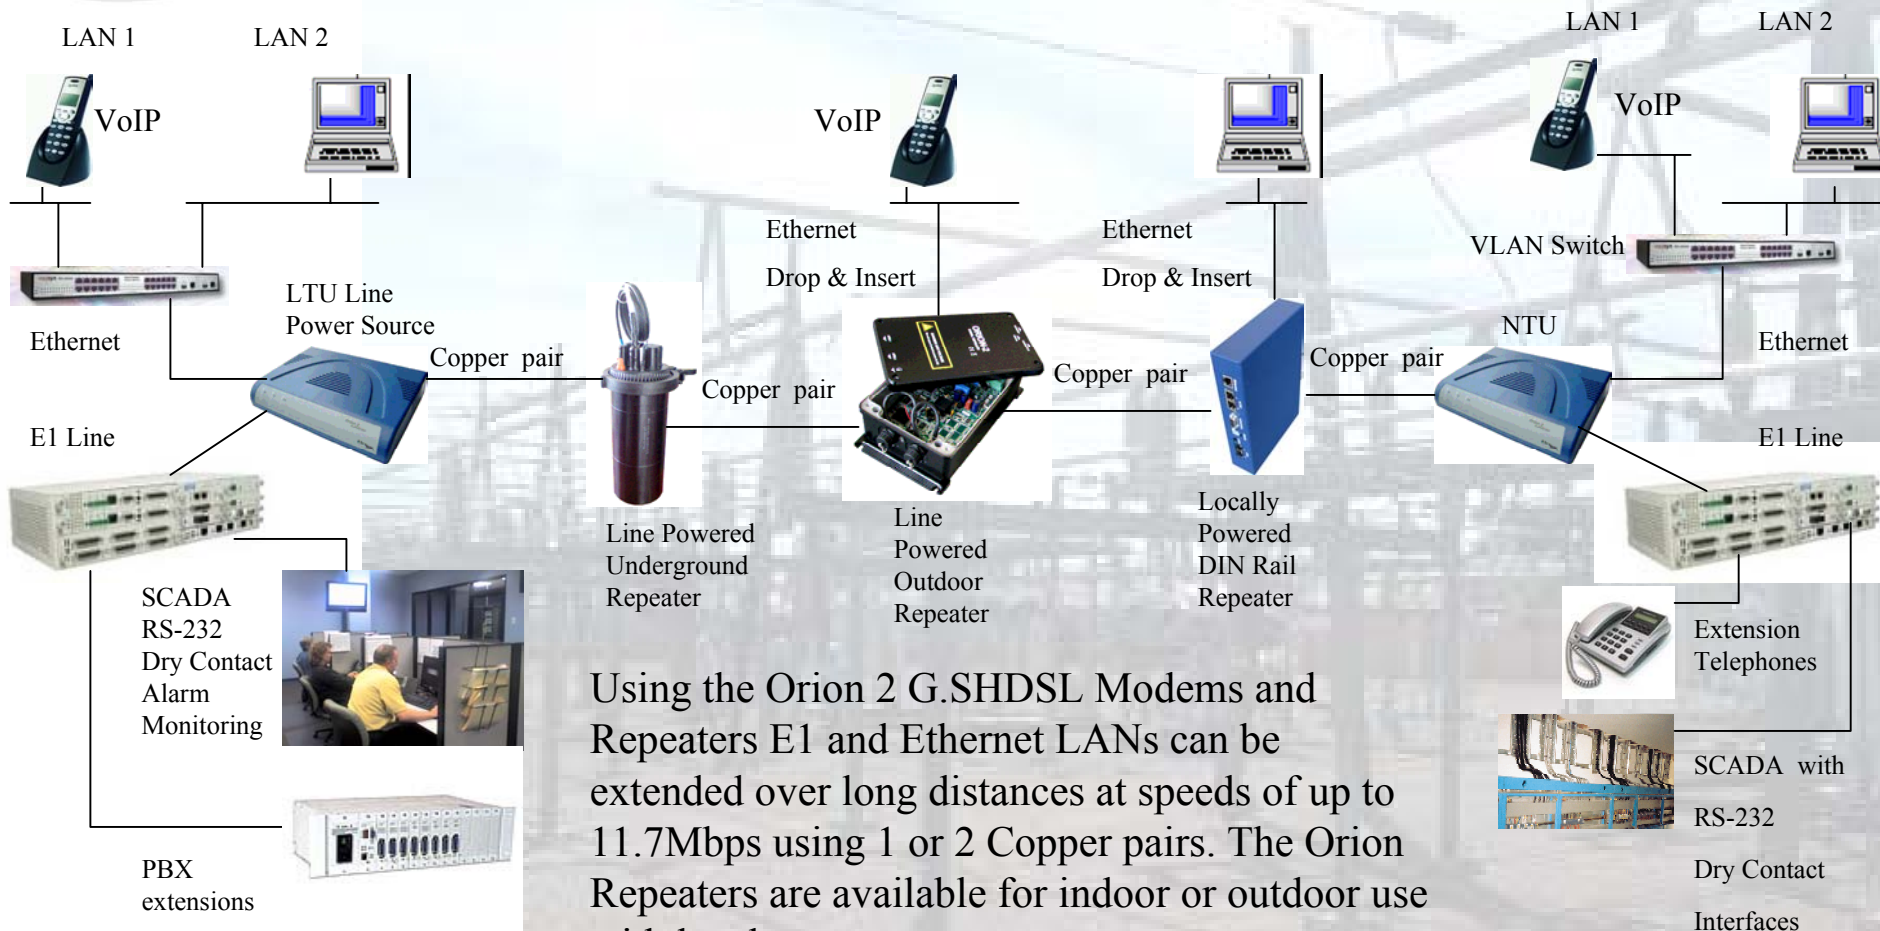 LAN 1
LAN 2
LAN 1
LAN 2
VoIP
VoIP
VoIP
Ethernet
Drop & Insert
Ethernet
Drop & Insert
VLAN Switch
LTU Line
Power Source
Ethernet
NTU
Ethernet
Copper pair
Copper pair
Copper pair
Copper pair
ORION-2
E1 Line
E1 Line
Line Powered
Underground
Repeater
Line
Powered
Outdoor
Repeater
Locally
Powered
DIN Rail
Repeater
SCADA
RS-232
Dry Contact
Alarm
Monitoring
Extension
Telephones
Using the Orion 2 G.SHDSL Modems and
Repeaters E1 and Ethernet LANs can be
extended over long distances at speeds of up to
11.7Mbps using 1 or 2 Copper pairs. The Orion
Repeaters are available for indoor or outdoor use
SCADA with
RS-232
Dry Contact
Interfaces
PBX
extensions